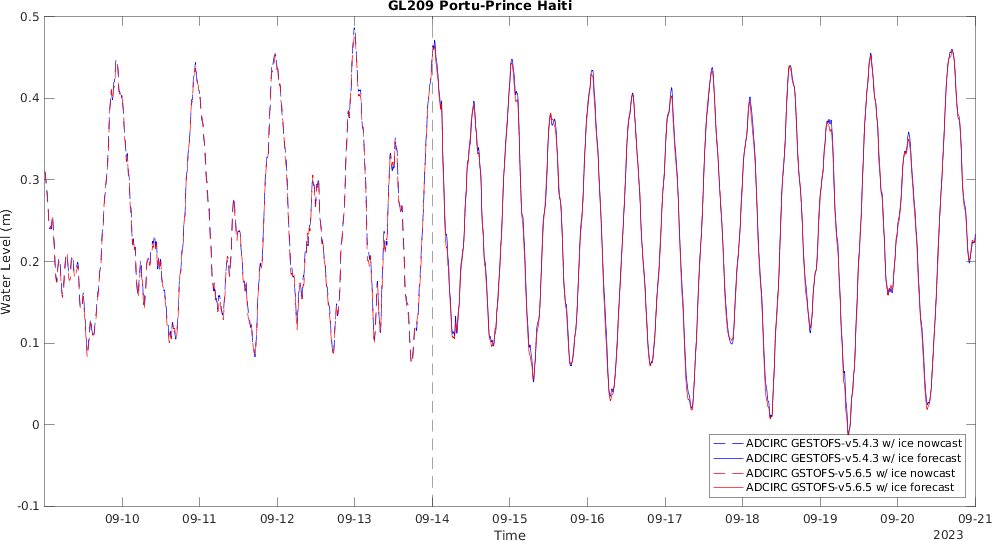 GL209 Portu-Prince Haiti
0.5
0.4
0.3
0.2
0.1
0
-0.1
Water Level (m)
ADCIRC GESTOFS-v5.4.3 w/ ice nowcast
ADCIRC GESTOFS-v5.4.3 w/ ice forecast
ADCIRC GSTOFS-v5.6.5 w/ ice nowcast
ADCIRC GSTOFS-v5.6.5 w/ ice forecast
09-10 09-11 09-12 09-13 09-14 09-15 09-16 09-17 09-18 09-19 09-20 09-21
Time
2023